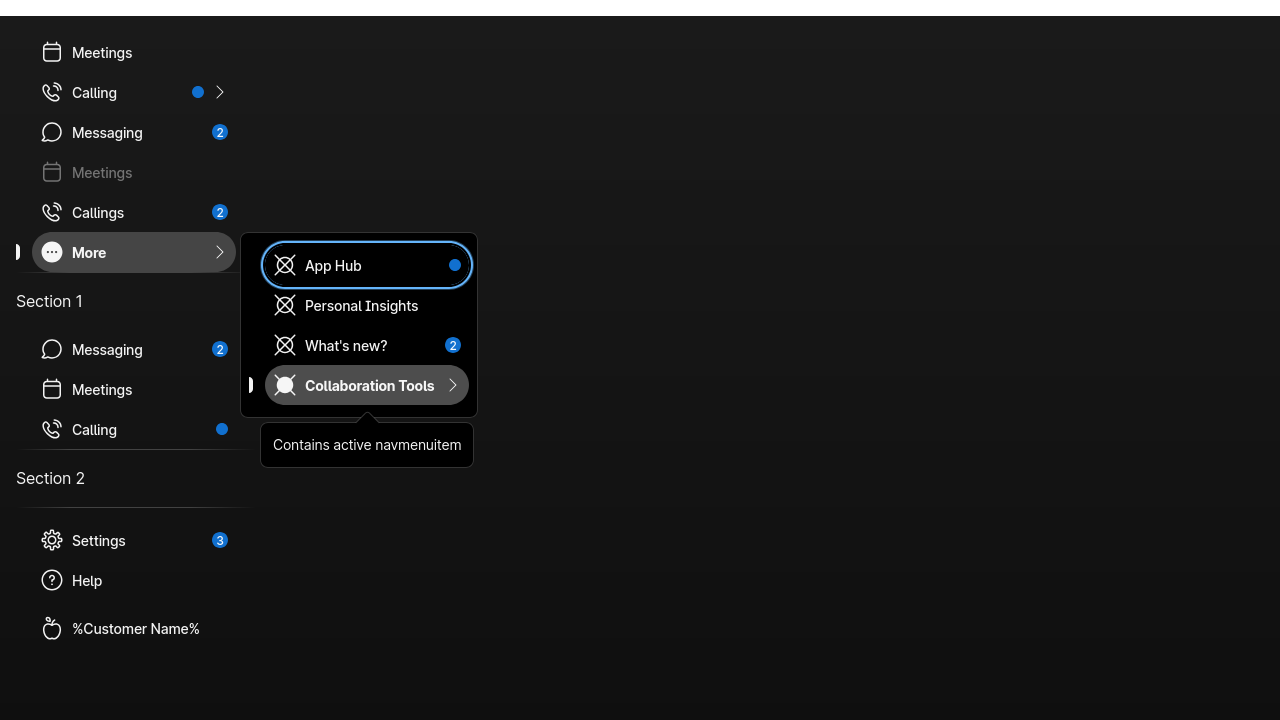 Meetings
Calling
Messaging 2
Meetings
Callings 2
More
App Hub
Personal Insights
What's new? 2
Collaboration Tools
Contains active navmenuitem
Section 1
Messaging 2
Meetings
Calling
Section 2
Settings 3
Help
%Customer Name%